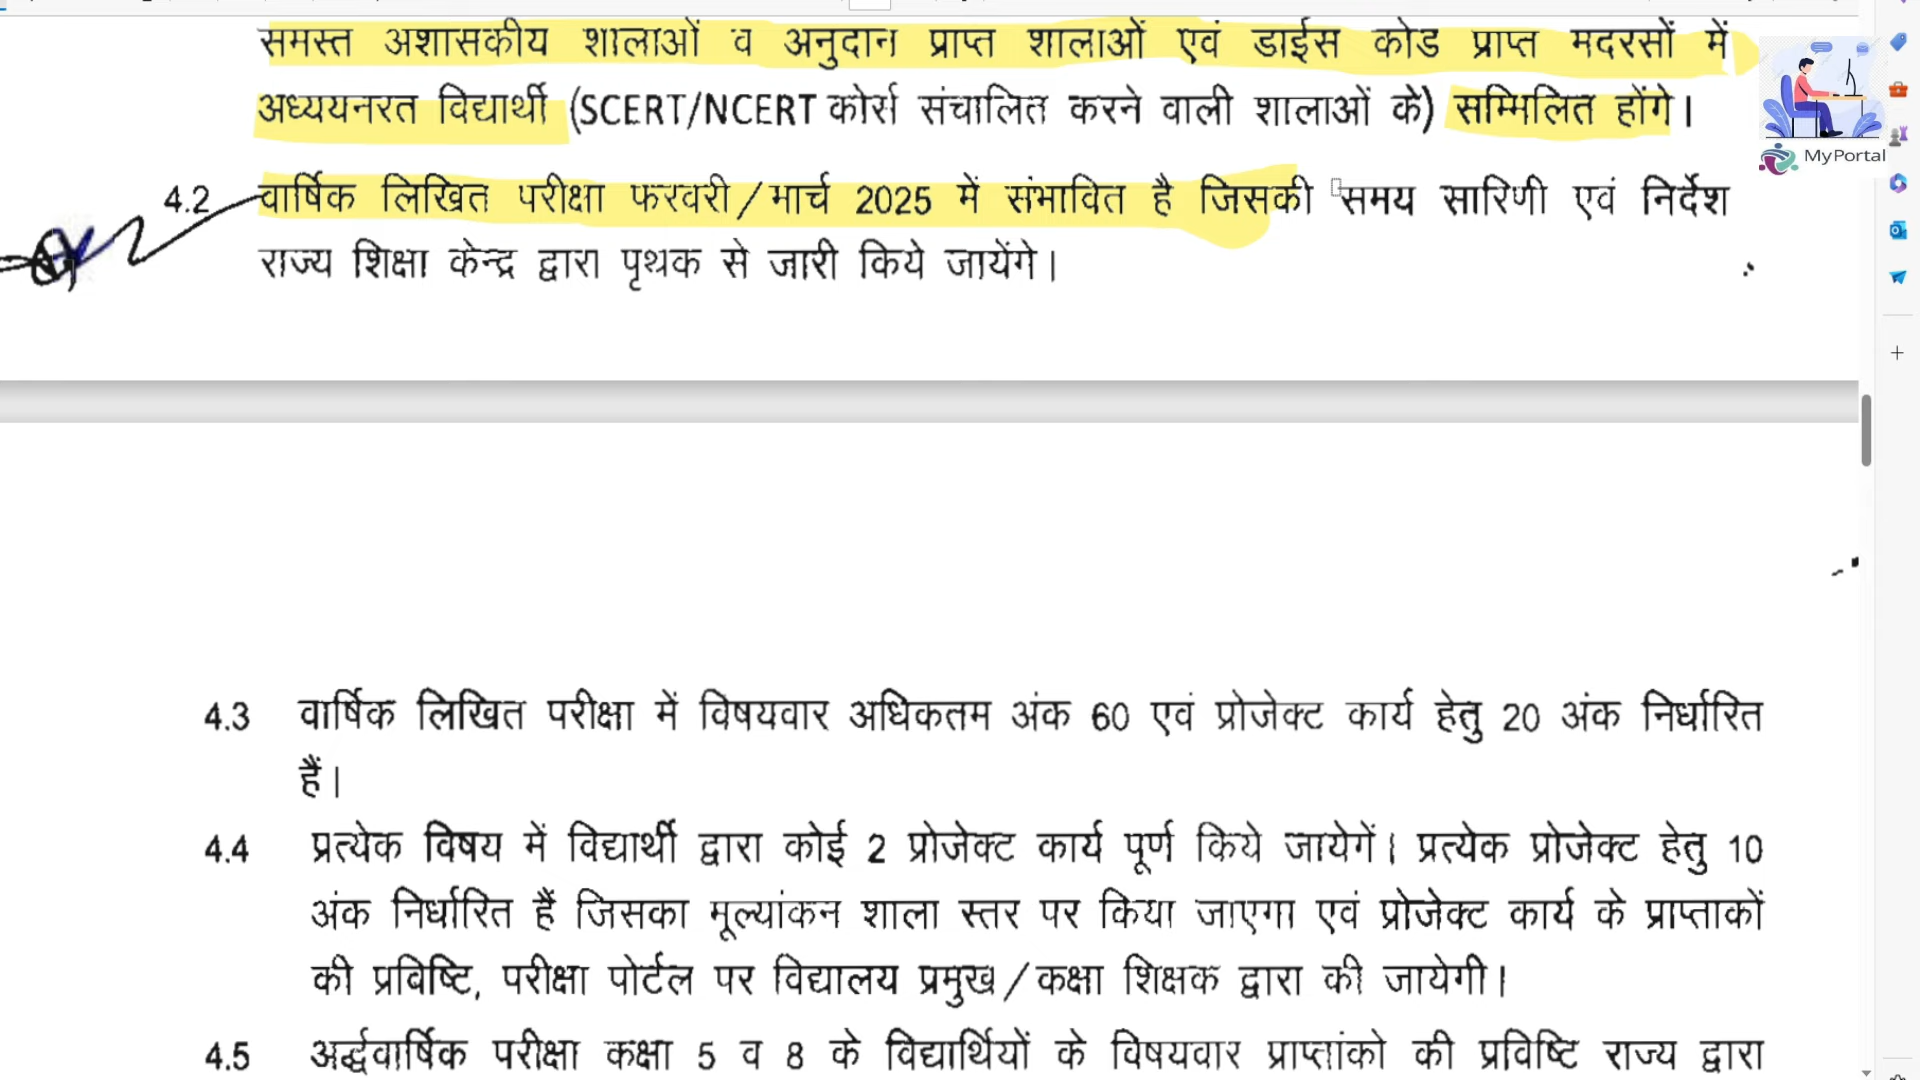 समस्त अशासकीय शालाओं व अनुदान प्राप्त शालाओं एवं डाईस कोड प्राप्त मदरसों में
अध्ययनरत विद्यार्थी (SCERT/NCERT कोर्स संचालित करने वाली शालाओं के) सम्मिलित होंगे।
MyPortal
4.2 वार्षिक लिखित परीक्षा फरवरी/मार्च 2025 में संभावित है जिसकी समय सारिणी एवं निर्देश
राज्य शिक्षा केन्द्र द्वारा पृथक से जारी किये जायेंगे।
4.3 वार्षिक लिखित परीक्षा में विषयवार अधिकतम अंक 60 एवं प्रोजेक्ट कार्य हेतु 20 अंक निर्धारित
हैं।
4.4 प्रत्येक विषय में विद्यार्थी द्वारा कोई 2 प्रोजेक्ट कार्य पूर्ण किये जायेगें। प्रत्येक प्रोजेक्ट हेतु 10
अंक निर्धारित हैं जिसका मूल्यांकन शाला स्तर पर किया जाएगा एवं प्रोजेक्ट कार्य के प्राप्ताकों
की प्रविष्टि, परीक्षा पोर्टल पर विद्यालय प्रमुख/कक्षा शिक्षक द्वारा की जायेगी।
4.5 अर्द्धवार्षिक परीक्षा कक्षा 5 व 8 के विद्यार्थियों के विषयवार प्राप्तांको की प्रविष्टि राज्य द्वारा